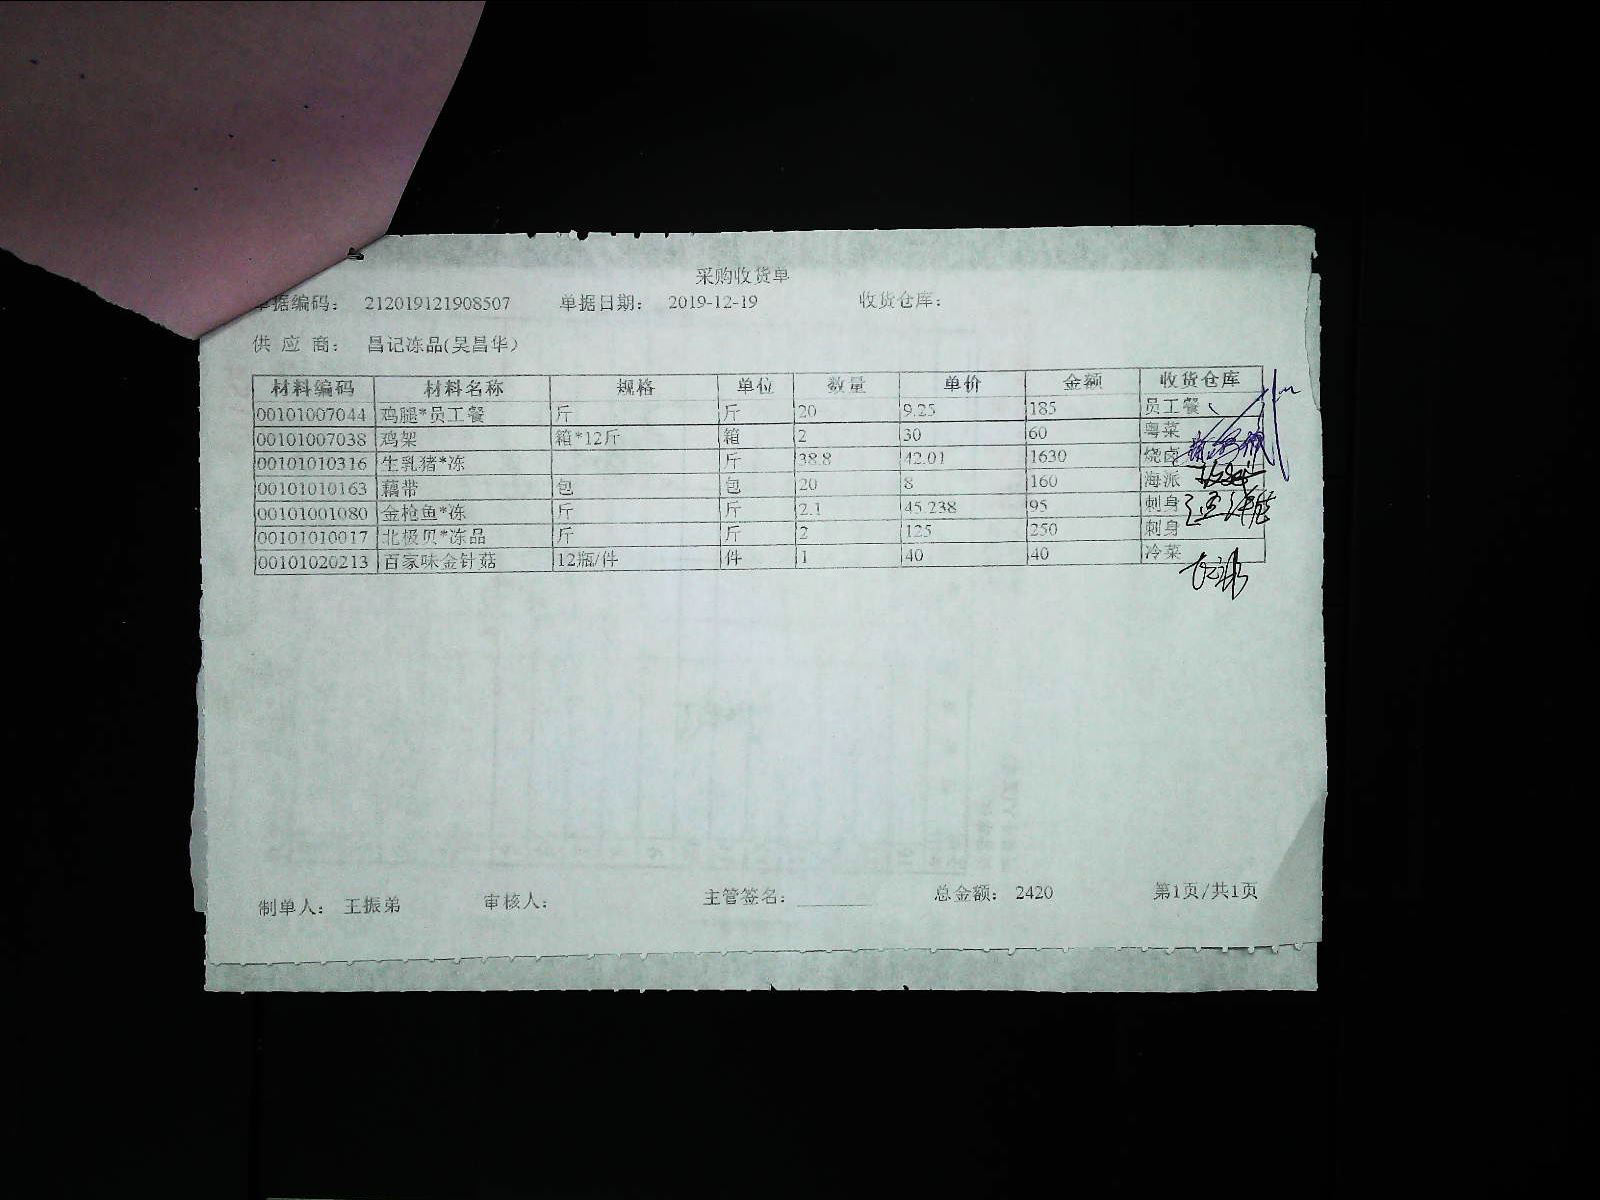 采购收货单
单据编码： 212019121908507 单据日期： 2019-12-19 收货仓库：
供 应 商： 昌记冻品(吴昌华)
材料编码 材料名称 规格 单位 数量 单价 金额 收货仓库
00101007044 鸡腿*员工餐 斤 斤 20 9.25 185 员工餐
00101007038 鸡架 箱*12斤 箱 2 30 60 粤菜
00101010316 生乳猪*冻 斤 38.8 42.01 1630 烧卤
00101010163 藕带 包 包 20 8 160 海派
00101001080 金枪鱼*冻 斤 斤 2.1 45.238 95 刺身
00101010017 北极贝*冻品 斤 斤 2 125 250 刺身
00101020213 百家味金针菇 12瓶/件 件 1 40 40 冷菜
制单人： 王振弟 审核人： 主管签名： 总金额： 2420 第1页/共1页